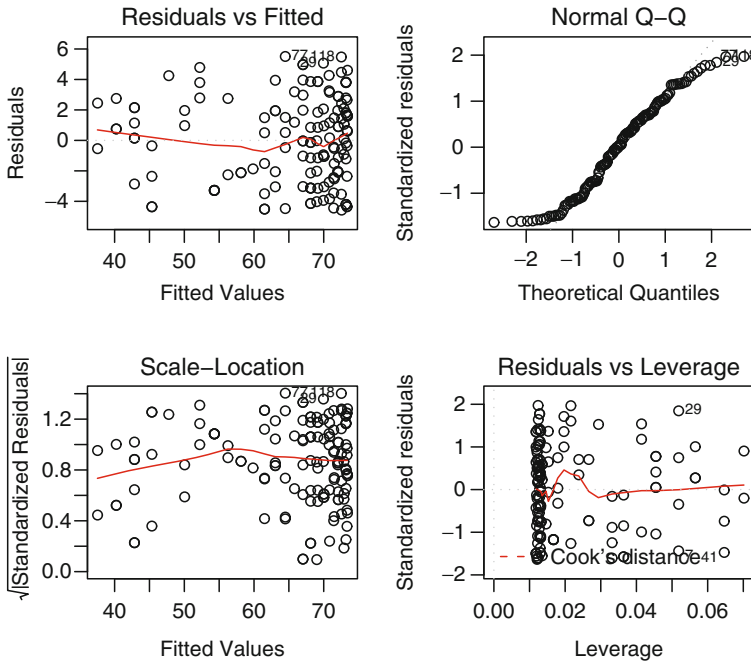 Residuals vs Fitted
Residuals
6
4
2
0
−4
77
118
29
40 50 60 70
Fitted Values
Normal Q−Q
Standardized residuals
2
1
0
−1
77
118
29
−2 −1 0 1 2
Theoretical Quantiles
Scale−Location
√|Standardized Residuals|
1.2
0.8
0.4
0.0
77
118
29
40 50 60 70
Fitted Values
Residuals vs Leverage
Standardized residuals
2
1
0
−1
−2
29
41
Cook's distance
0.00 0.02 0.04 0.06
Leverage